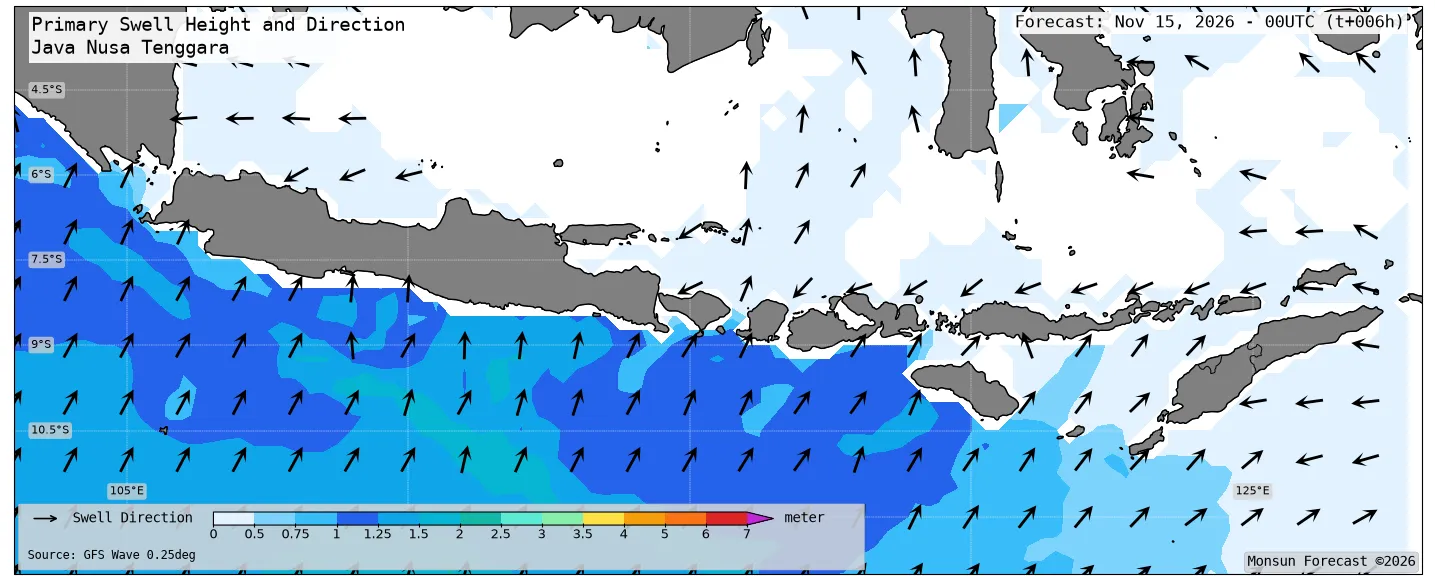 Primary Swell Height and Direction
Java Nusa Tenggara
Forecast: Nov 15, 2026 - 00UTC (t+006h)
4.5°S
6°S
7.5°S
9°S
10.5°S
105°E
125°E
Swell Direction
0 0.5 0.75 1 1.25 1.5 2 2.5 3 3.5 4 5 6 7
meter
Source: GFS Wave 0.25deg
Monsun Forecast ©2026